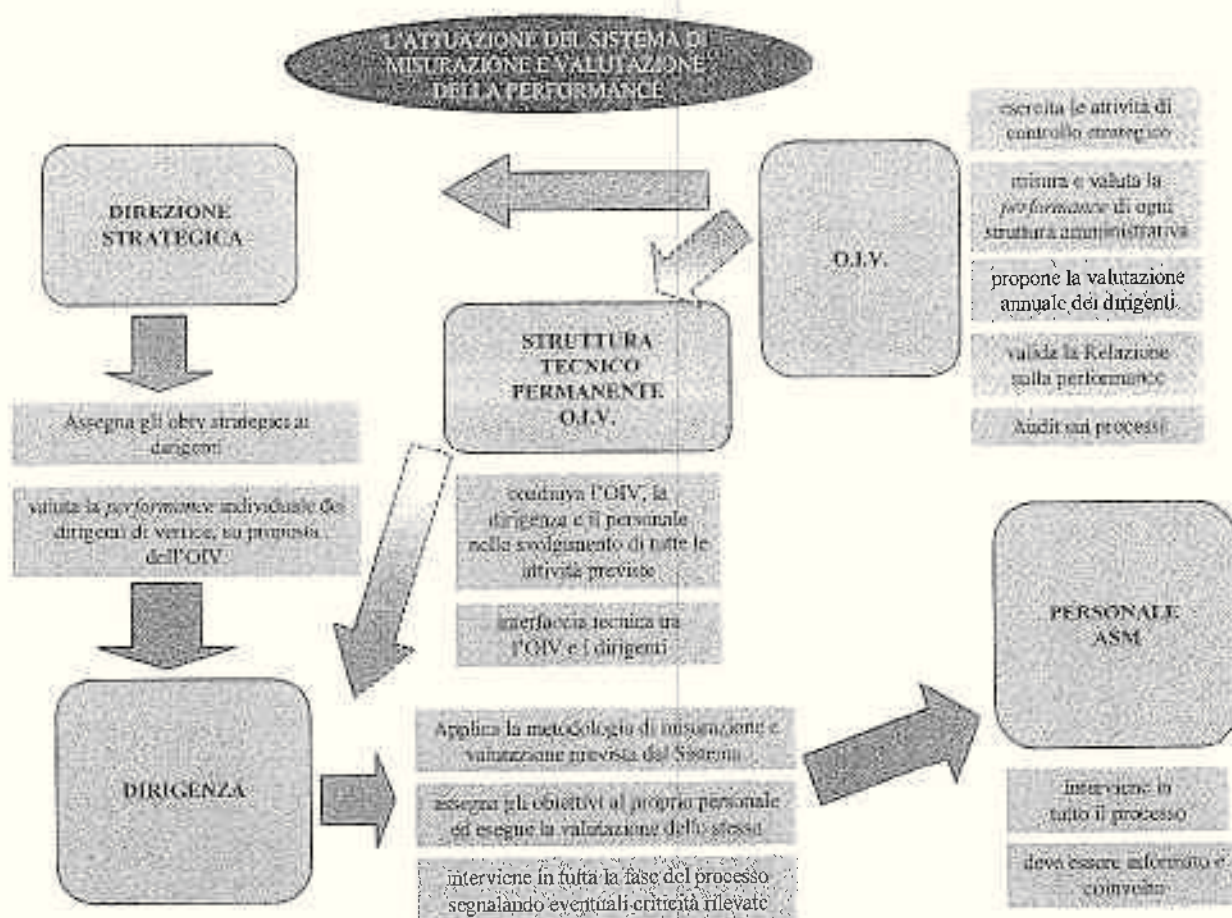 L'ATTUAZIONE DEL SISTEMA DI
MISURAZIONE E VALUTAZIONE
DELLA PERFORMANCE
DIREZIONE
STRATEGICA
Assegna gli obtv strategici ai
dirigenti
valuta la performance individuale dei
dirigenti di vertice, su proposta
dell'OIV
O.I.V.
esercita le attività di
controllo strategico
misura e valuta la
performance di ogni
struttura amministrativa
propone la valutazione
annuale dei dirigenti
valida la Relazione
sulla performance
Audit sui processi
STRUTTURA
TECNICO
PERMANENTE
O.I.V.
coadiuva l'OIV, la
dirigenza e il personale
nello svolgimento di tutte le
attività previste
interfaccia tecnica tra
l'OIV e i dirigenti
DIRIGENZA
Applica la metodologia di misurazione e
valutazione prevista dal Sistema
assegna gli obiettivi al proprio personale
ed esegue la valutazione dello stesso
interviene in tutta la fase del processo
segnalando eventuali criticità rilevate
PERSONALE
ASM
Interviene in
tutto il processo
deve essere informato e
coinvolto